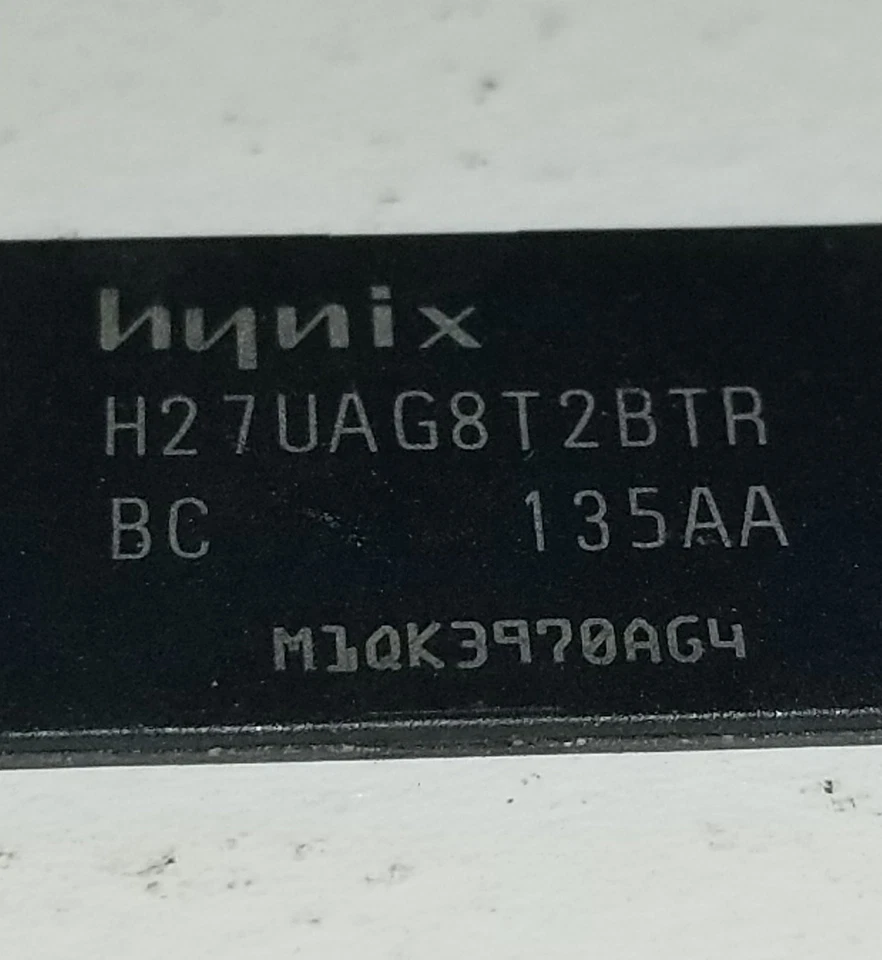 hynix
H27UAG8T2BTR
BC 135AA
M1QK3970AG4